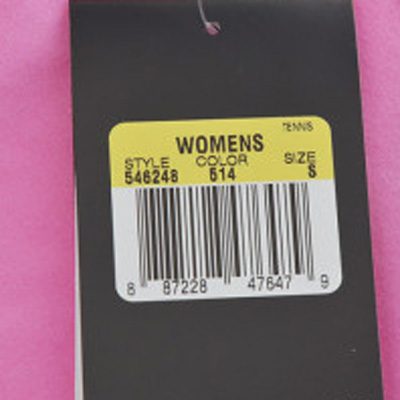 TENNIS
WOMENS
STYLE COLOR SIZE
546248 514 S
8 87228 47647 9